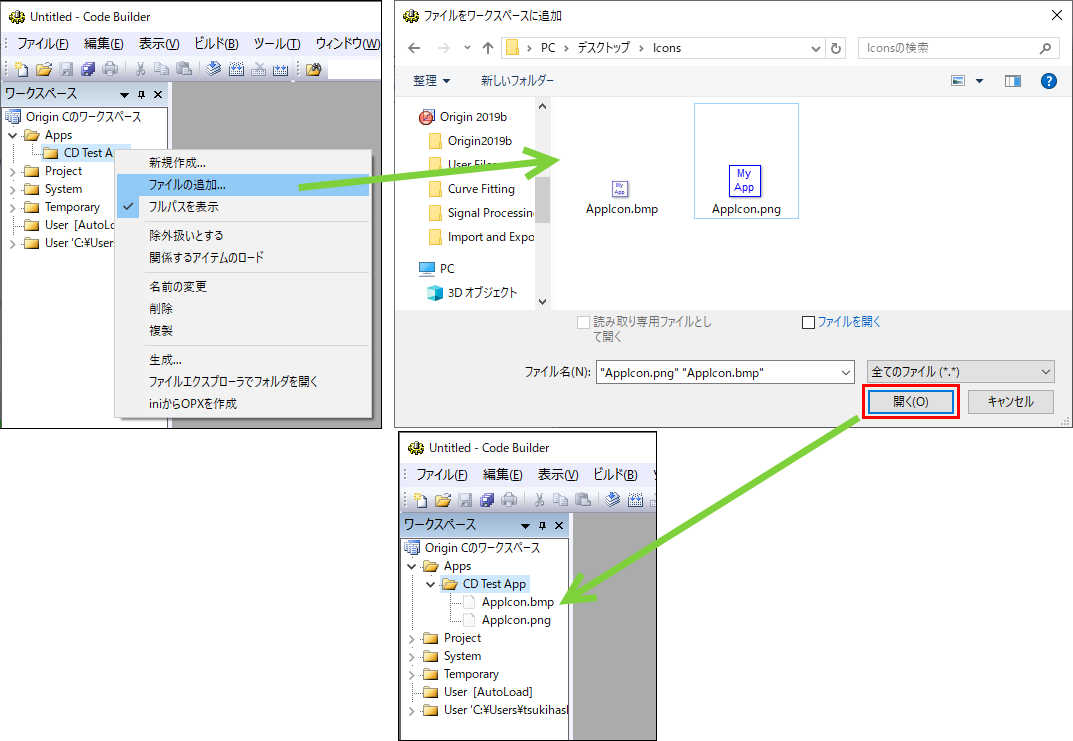 Untitled - Code Builder
ファイル(F) 編集(E) 表示(V) ビルド(B) ツール(T) ウィンドウ(W)
ワークスペース
Origin Cのワークスペース
Apps
CD Test A
Project
System
Temporary
User [AutoLo
User 'C:¥Users
新規作成...
ファイルの追加...
フルパスを表示
除外扱いとする
関係するアイテムのロード
名前の変更
削除
複製
生成...
ファイルエクスプローラでフォルダを開く
iniからOPXを作成
ファイルをワークスペースに追加
PC › デスクトップ › Icons
Iconsの検索
整理 新しいフォルダー
Origin 2019b
Origin2019b
User Files
Curve Fitting
Signal Processin
Import and Expo
PC
3D オブジェクト
My
App
AppIcon.bmp
My
App
AppIcon.png
読み取り専用ファイルとし
て開く
ファイルを開く
ファイル名(N): "AppIcon.png" "AppIcon.bmp" 全てのファイル (*.*)
開く(O) キャンセル
Untitled - Code Builder
ファイル(F) 編集(E) 表示(V) ビルド(B)
ワークスペース
Origin Cのワークスペース
Apps
CD Test App
AppIcon.bmp
AppIcon.png
Project
System
Temporary
User [AutoLoad]
User 'C:¥Users¥tsukihasl